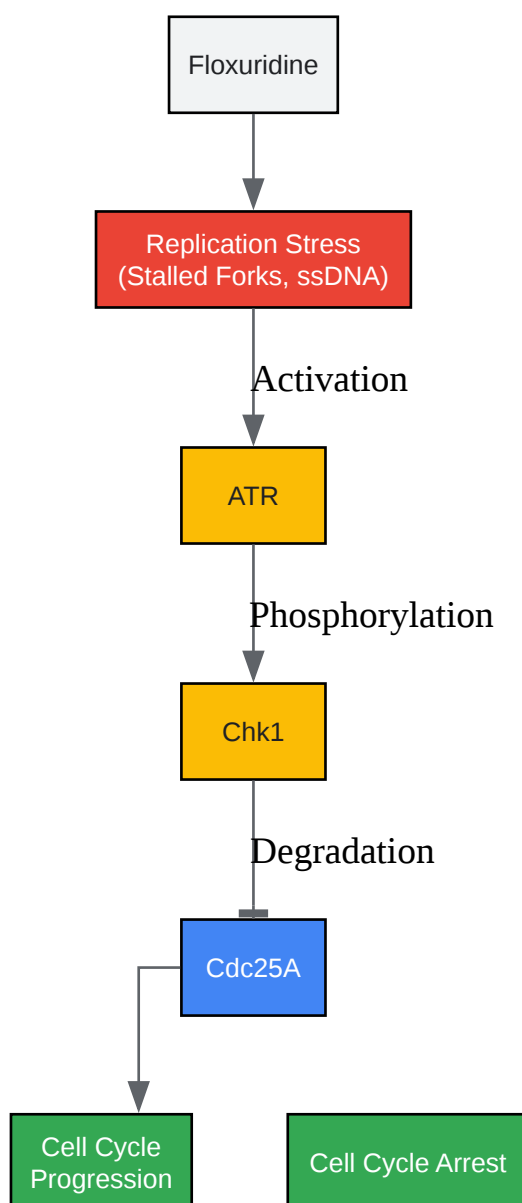 Floxuridine
Replication Stress
(Stalled Forks, ssDNA)
Activation
ATR
Phosphorylation
Chk1
Degradation
Cdc25A
Cell Cycle
Progression
Cell Cycle Arrest